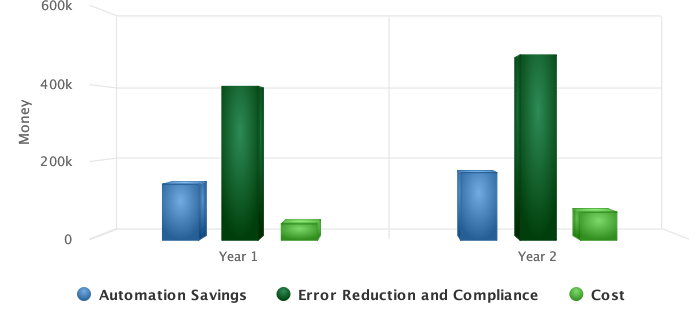 600k
400k
200k
0
Money
Year 1
Year 2
Automation Savings
Error Reduction and Compliance
Cost